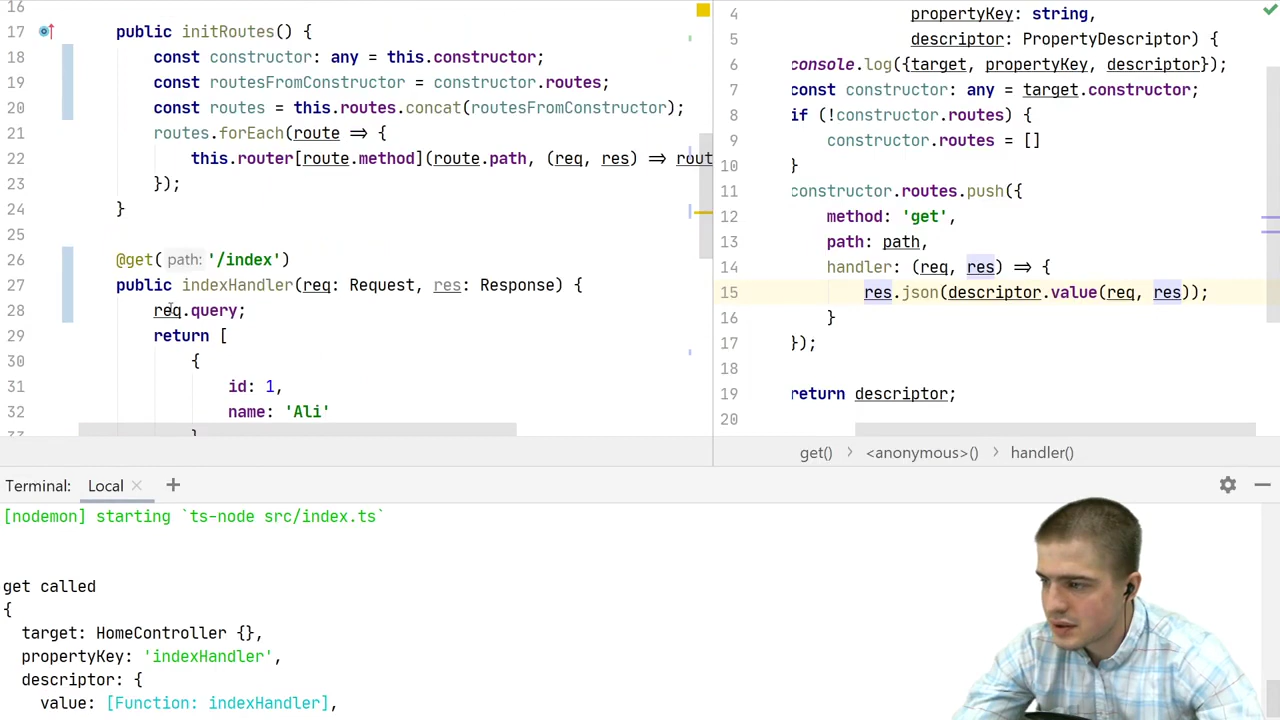 16
17 public initRoutes() {
18 const constructor: any = this.constructor;
19 const routesFromConstructor = constructor.routes;
20 const routes = this.routes.concat(routesFromConstructor);
21 routes.forEach(route => {
22 this.router[route.method](route.path, (req, res) => rout
23 });
24 }
25
26 @get( path: '/index')
27 public indexHandler(req: Request, res: Response) {
28 req.query;
29 return [
30 {
31 id: 1,
32 name: 'Ali'
4 propertyKey: string,
5 descriptor: PropertyDescriptor) {
6 console.log({target, propertyKey, descriptor});
7 const constructor: any = target.constructor;
8 if (!constructor.routes) {
9 constructor.routes = []
10 }
11 constructor.routes.push({
12 method: 'get',
13 path: path,
14 handler: (req, res) => {
15 res.json(descriptor.value(req, res));
16 }
17 });
18
19 return descriptor;
20
get() > <anonymous>() > handler()
Terminal: Local × +
[nodemon] starting `ts-node src/index.ts`
get called
{
target: HomeController {},
propertyKey: 'indexHandler',
descriptor: {
value: [Function: indexHandler],